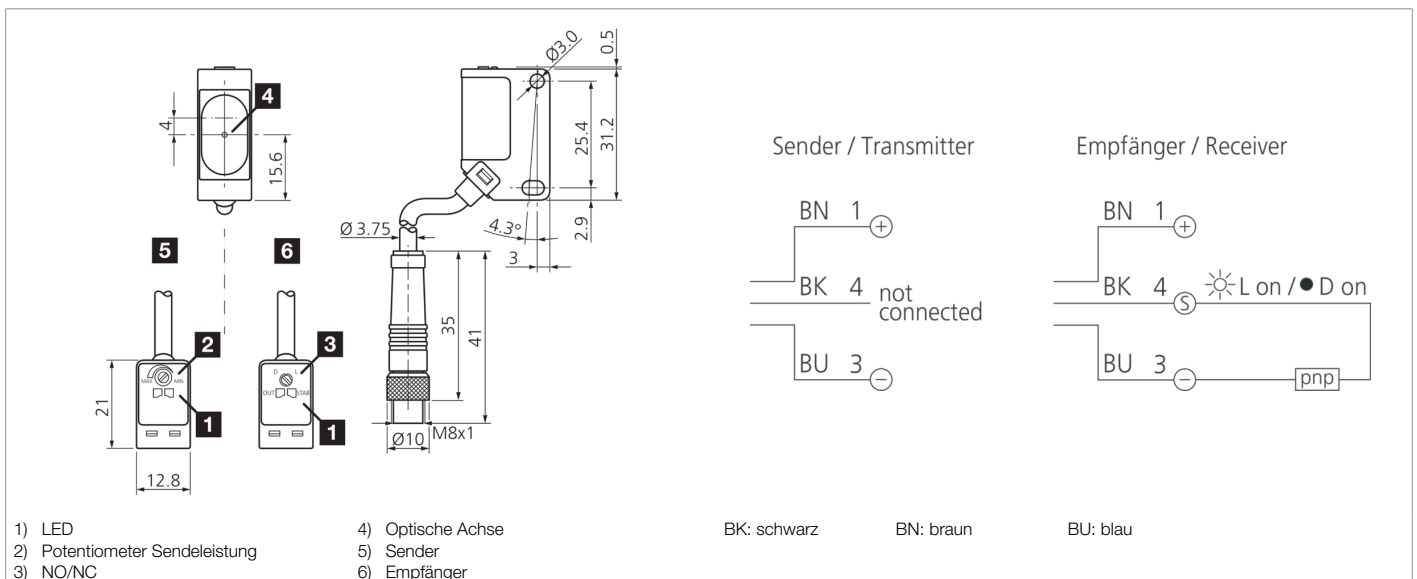 4
4
15.6
Ø3.0
0.5
25.4
31.2
2.9
Ø 3.75
4.3°
3
35
41
M8x1
Ø10
5
6
2
MAX MIN
1
21
12.8
3
D L
OUT STAB
1
Sender / Transmitter
BN 1 +
BK 4 not
connected
BU 3 −
Empfänger / Receiver
BN 1 +
BK 4 S L on / ● D on
BU 3 − pnp
1) LED
2) Potentiometer Sendeleistung
3) NO/NC
4) Optische Achse
5) Sender
6) Empfänger
BK: schwarz BN: braun BU: blau